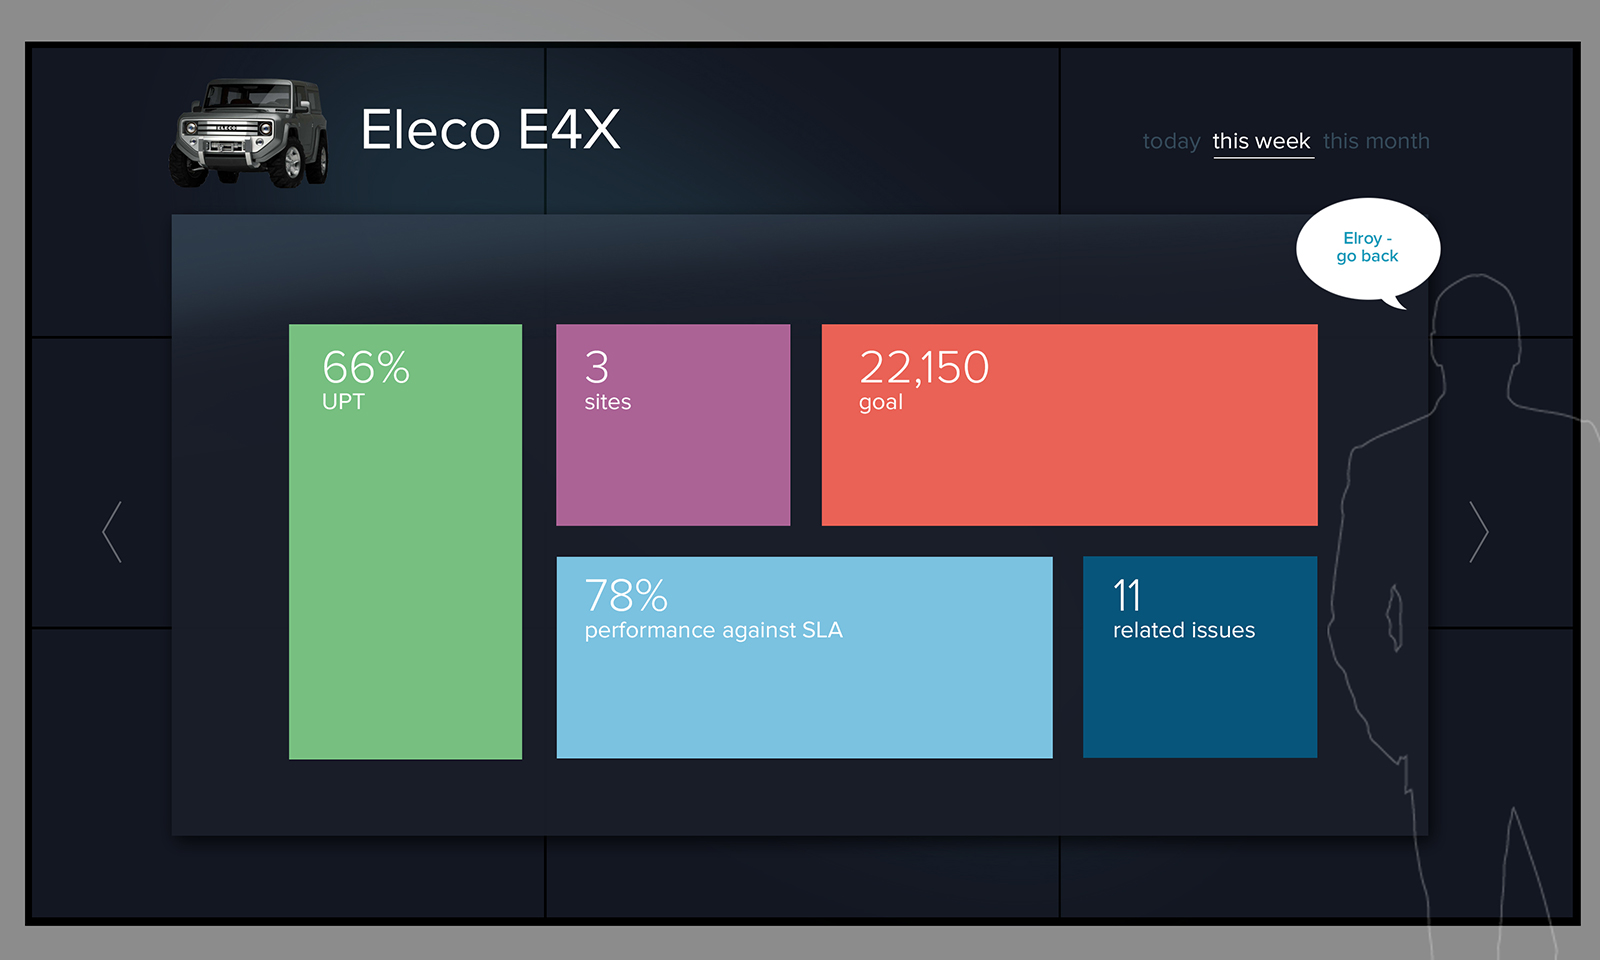 ELECO
Eleco E4X
today this week this month
Elroy -
go back
66%
UPT
3
sites
22,150
goal
78%
performance against SLA
11
related issues